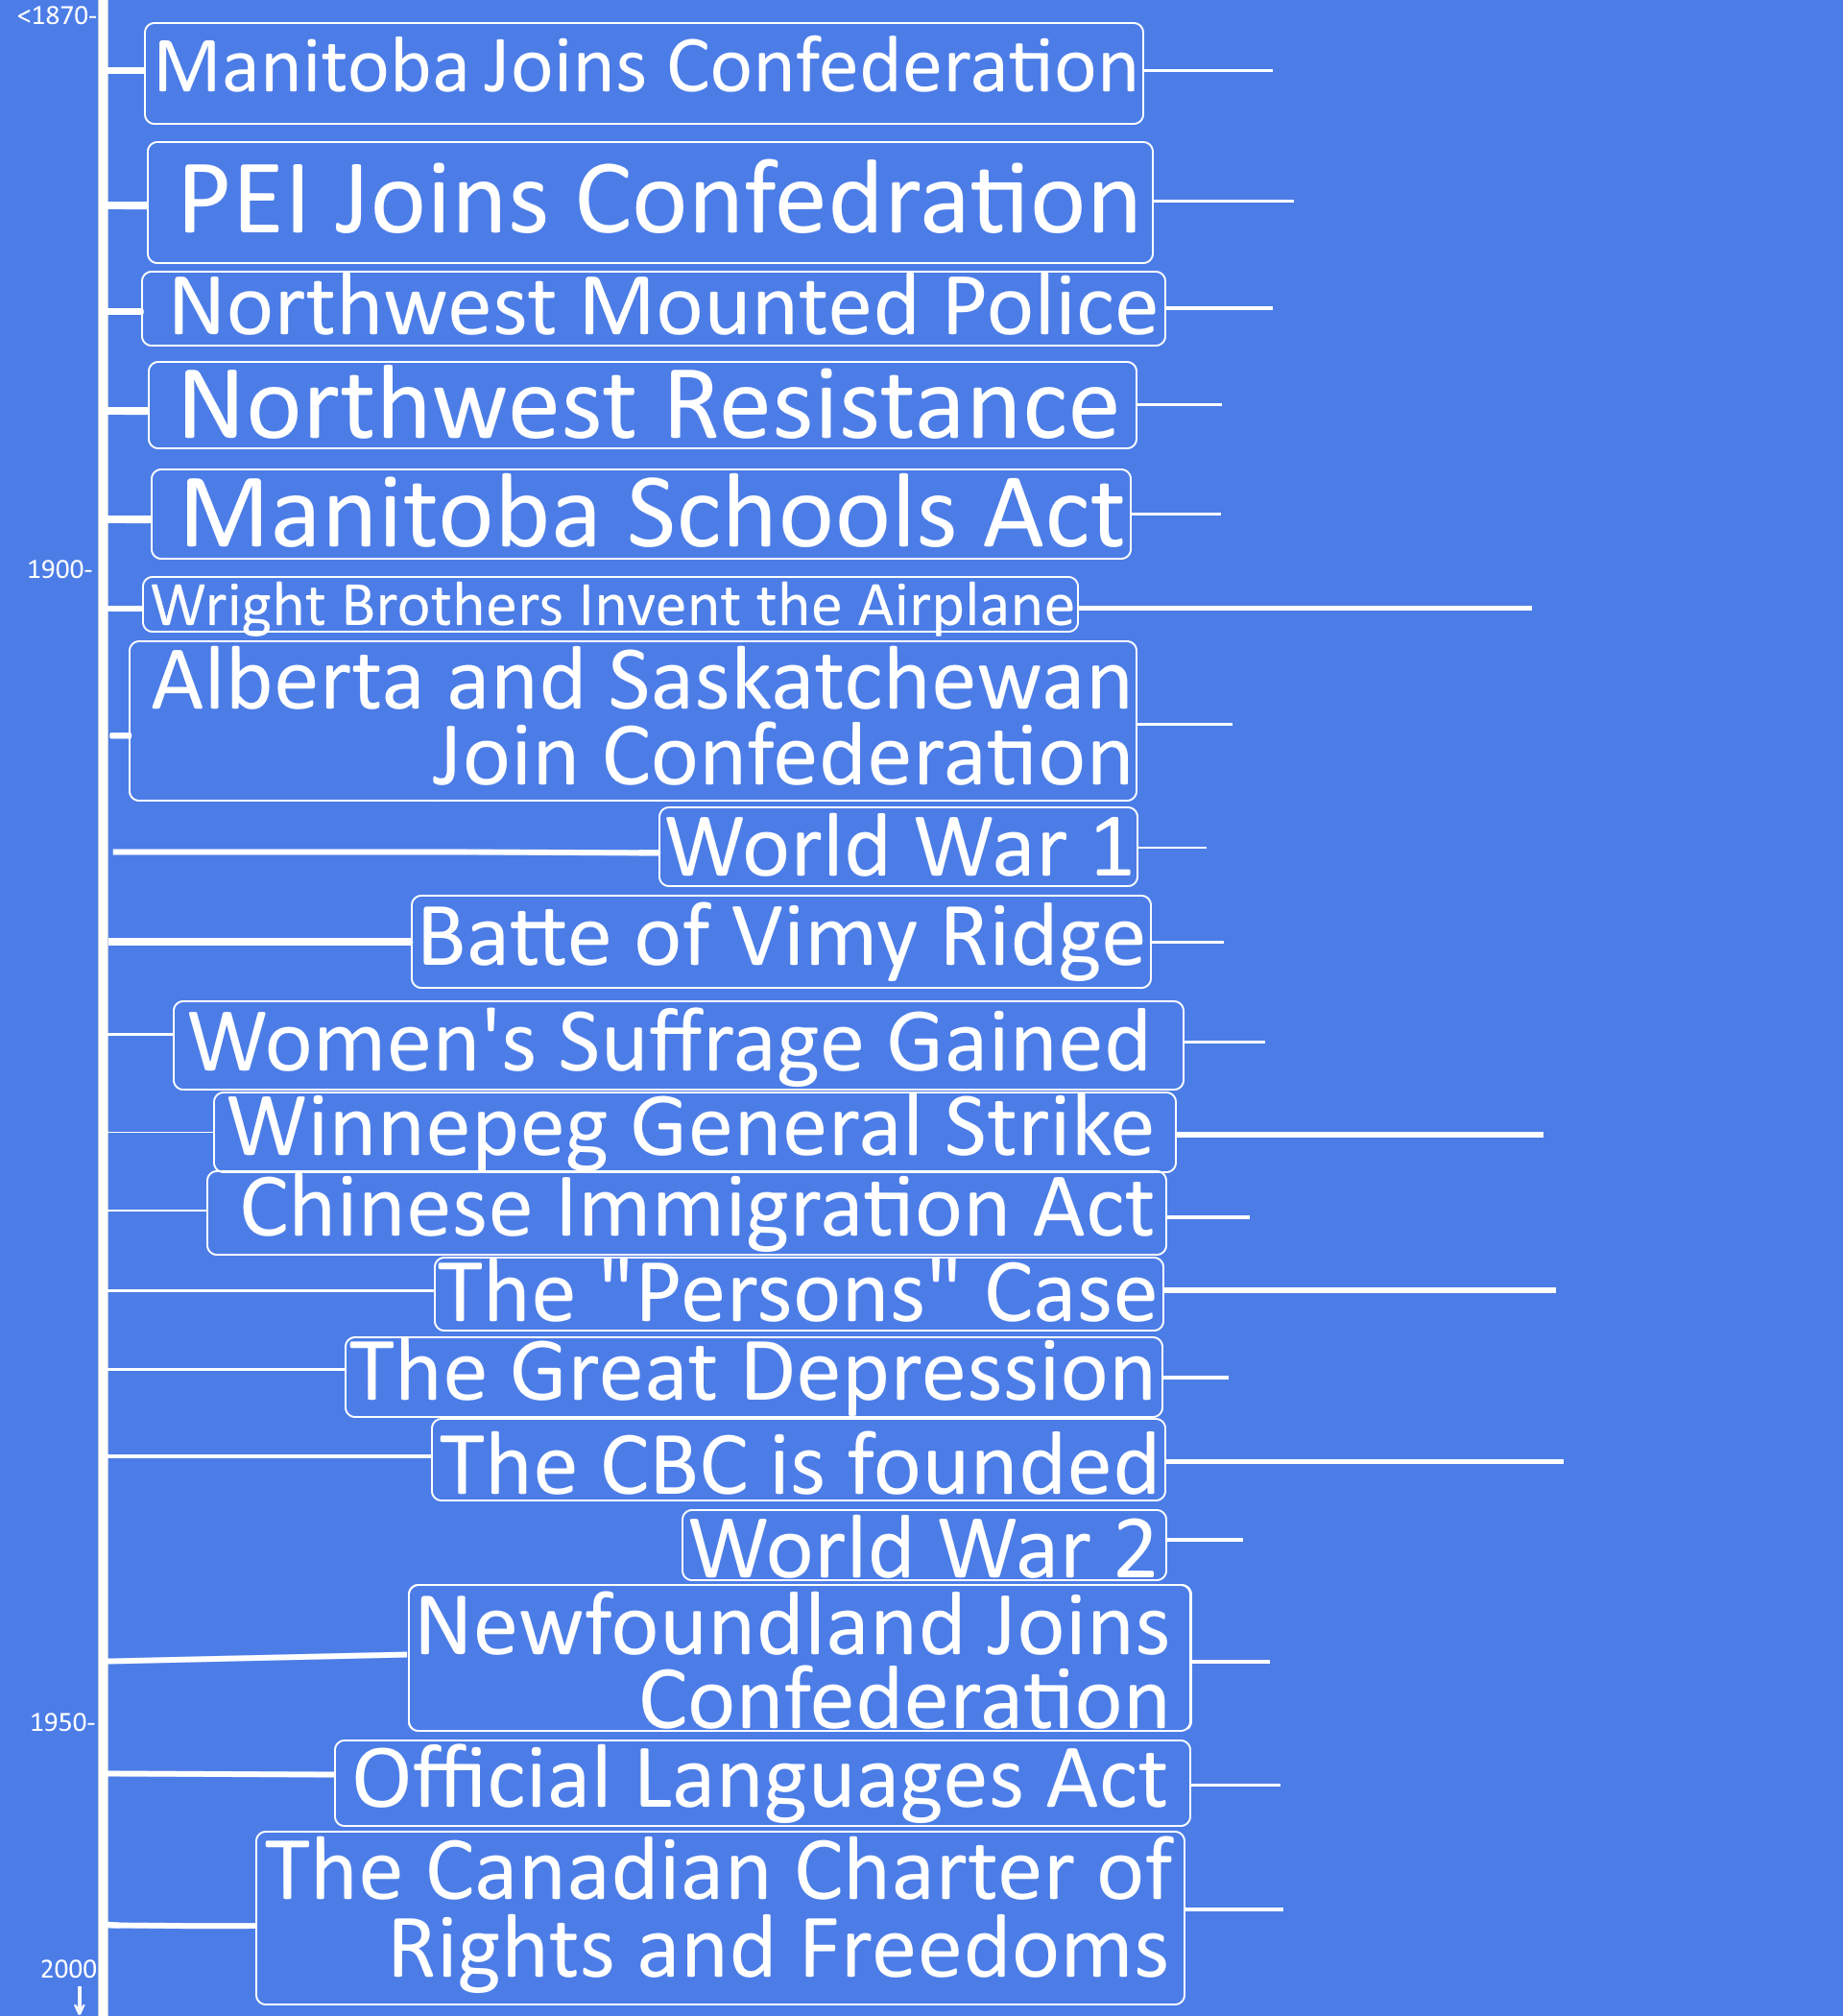 <1870-
Manitoba Joins Confederation
PEI Joins Confedration
Northwest Mounted Police
Northwest Resistance
Manitoba Schools Act
1900-
Wright Brothers Invent the Airplane
Alberta and Saskatchewan
Join Confederation
World War 1
Batte of Vimy Ridge
Women's Suffrage Gained
Winnepeg General Strike
Chinese Immigration Act
The "Persons" Case
The Great Depression
The CBC is founded
World War 2
Newfoundland Joins
Confederation
1950-
Official Languages Act
The Canadian Charter of
Rights and Freedoms
2000
↓